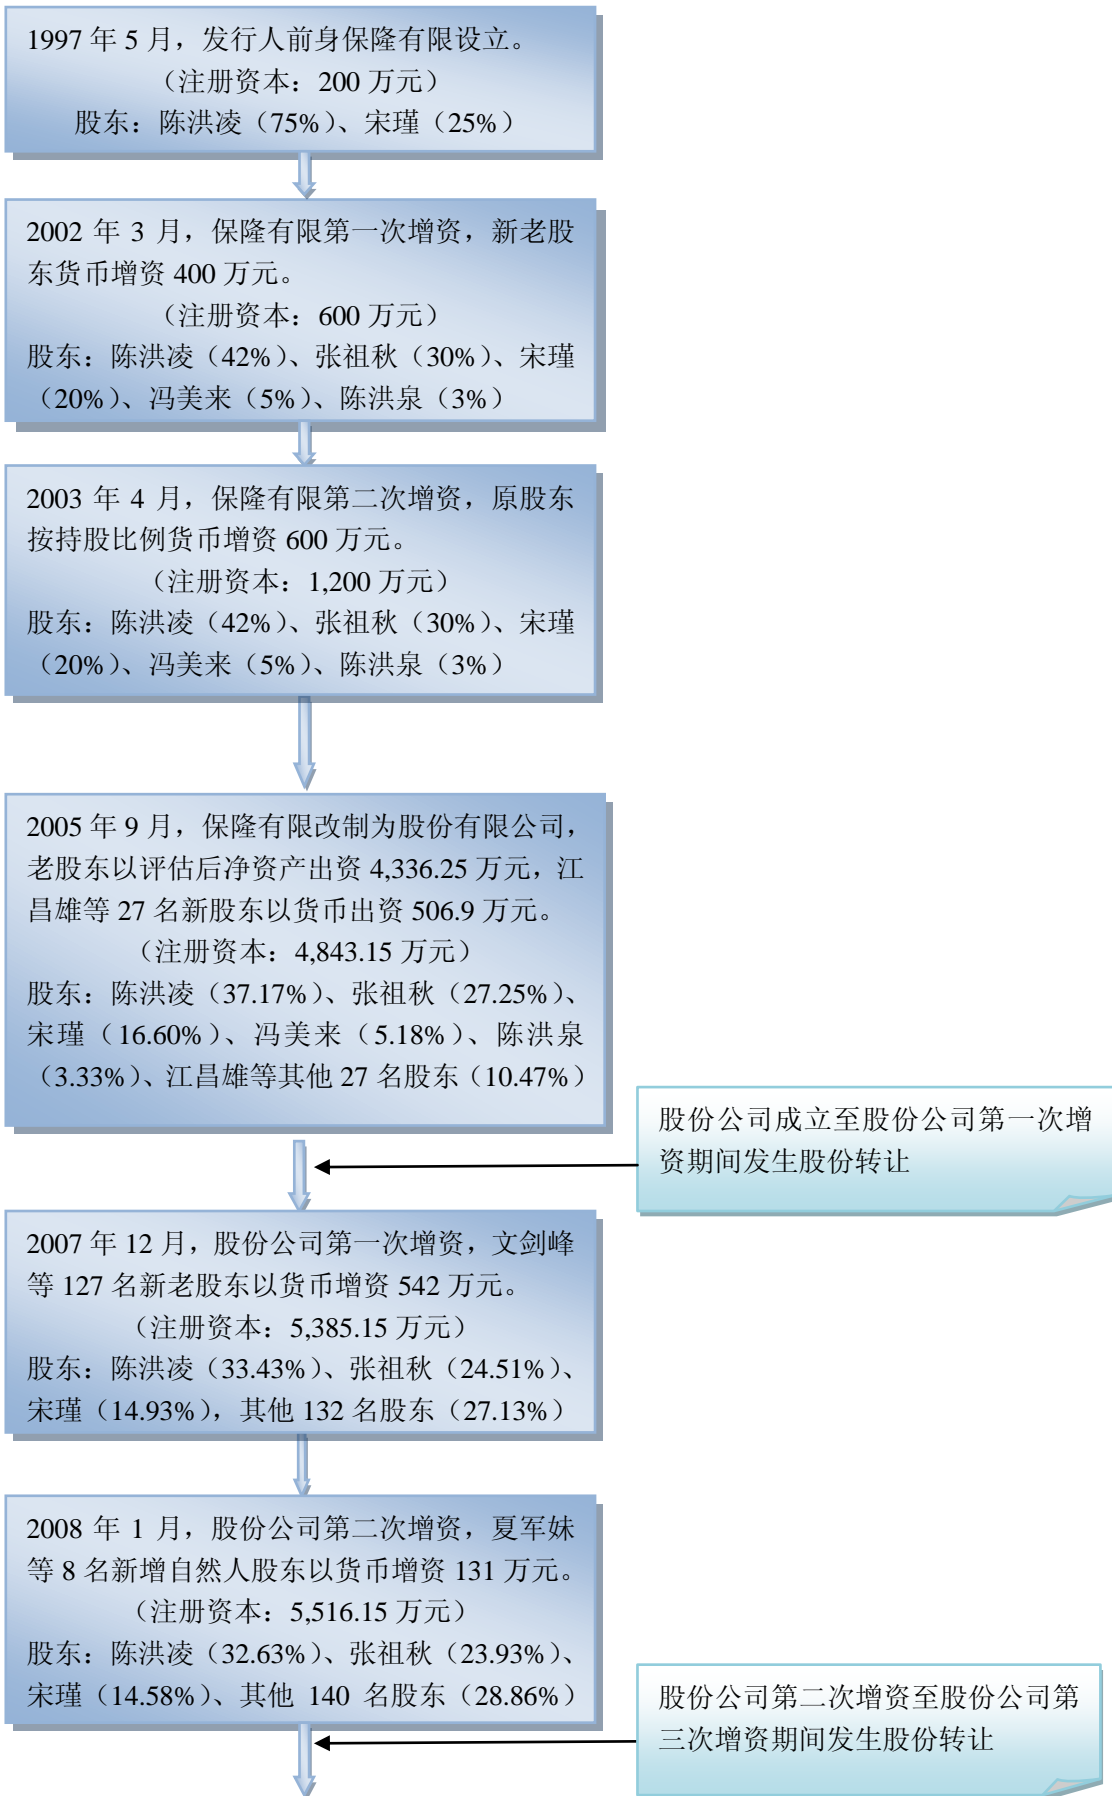 1997 年 5 月，发行人前身保隆有限设立。
（注册资本：200 万元）
股东：陈洪凌（75%）、宋瑾（25%）
2002 年 3 月，保隆有限第一次增资，新老股
东货币增资 400 万元。
（注册资本：600 万元）
股东：陈洪凌（42%）、张祖秋（30%）、宋瑾
（20%）、冯美来（5%）、陈洪泉（3%）
2003 年 4 月，保隆有限第二次增资，原股东
按持股比例货币增资 600 万元。
（注册资本：1,200 万元）
股东：陈洪凌（42%）、张祖秋（30%）、宋瑾
（20%）、冯美来（5%）、陈洪泉（3%）
2005 年 9 月，保隆有限改制为股份有限公司，
老股东以评估后净资产出资 4,336.25 万元，江
昌雄等 27 名新股东以货币出资 506.9 万元。
（注册资本：4,843.15 万元）
股东：陈洪凌（37.17%）、张祖秋（27.25%）、
宋瑾（16.60%）、冯美来（5.18%）、陈洪泉
（3.33%）、江昌雄等其他 27 名股东（10.47%）
股份公司成立至股份公司第一次增
资期间发生股份转让
2007 年 12 月，股份公司第一次增资，文剑峰
等 127 名新老股东以货币增资 542 万元。
（注册资本：5,385.15 万元）
股东：陈洪凌（33.43%）、张祖秋（24.51%）、
宋瑾（14.93%），其他 132 名股东（27.13%）
2008 年 1 月，股份公司第二次增资，夏军妹
等 8 名新增自然人股东以货币增资 131 万元。
（注册资本：5,516.15 万元）
股东：陈洪凌（32.63%）、张祖秋（23.93%）、
宋瑾（14.58%）、其他 140 名股东（28.86%）
股份公司第二次增资至股份公司第
三次增资期间发生股份转让